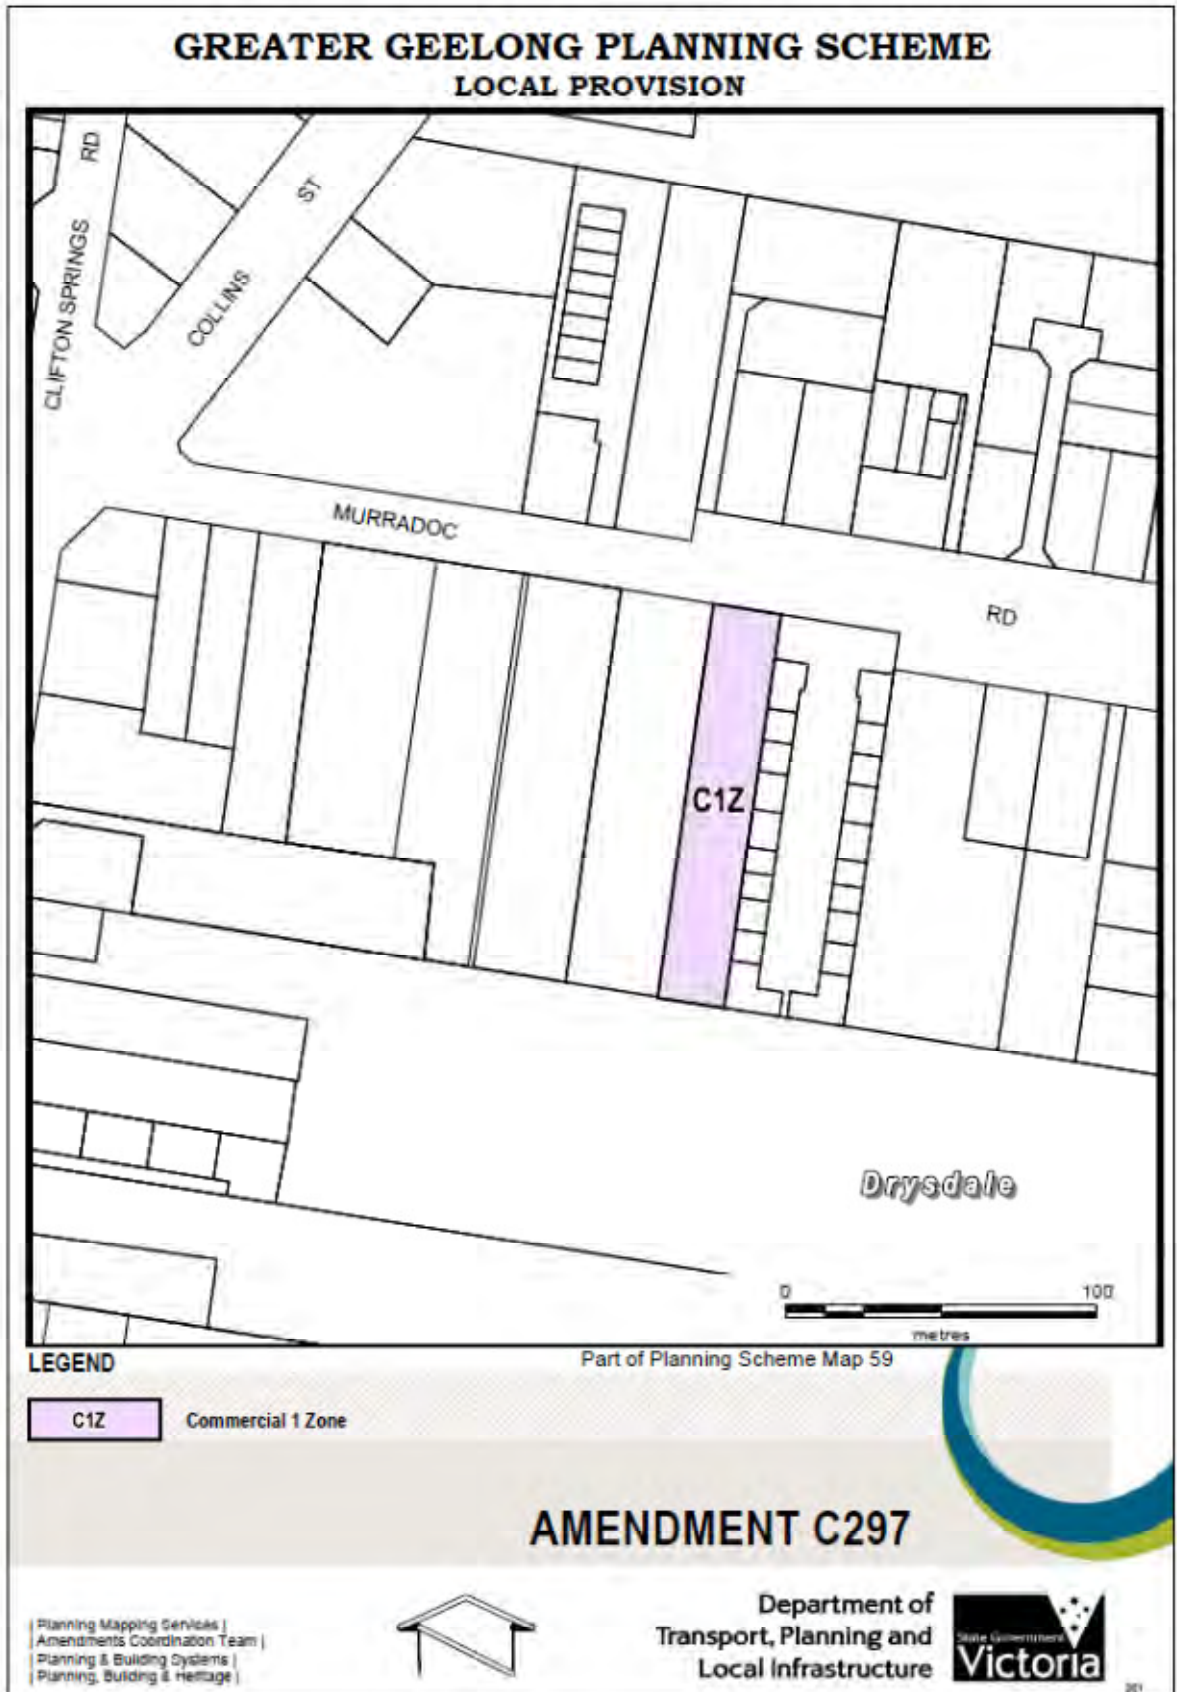 GREATER GEELONG PLANNING SCHEME
LOCAL PROVISION
RD
ST
CLIFTON SPRINGS
COLLINS
MURRADOC
RD
C1Z
Drysdale
0 100
metres
LEGEND
Part of Planning Scheme Map 59
C1Z Commercial 1 Zone
AMENDMENT C297
| Planning Mapping Services |
| Amendments Coordination Team |
| Planning & Building Systems |
| Planning, Building & Heritage |
Department of
Transport, Planning and
Local Infrastructure
State Government
Victoria